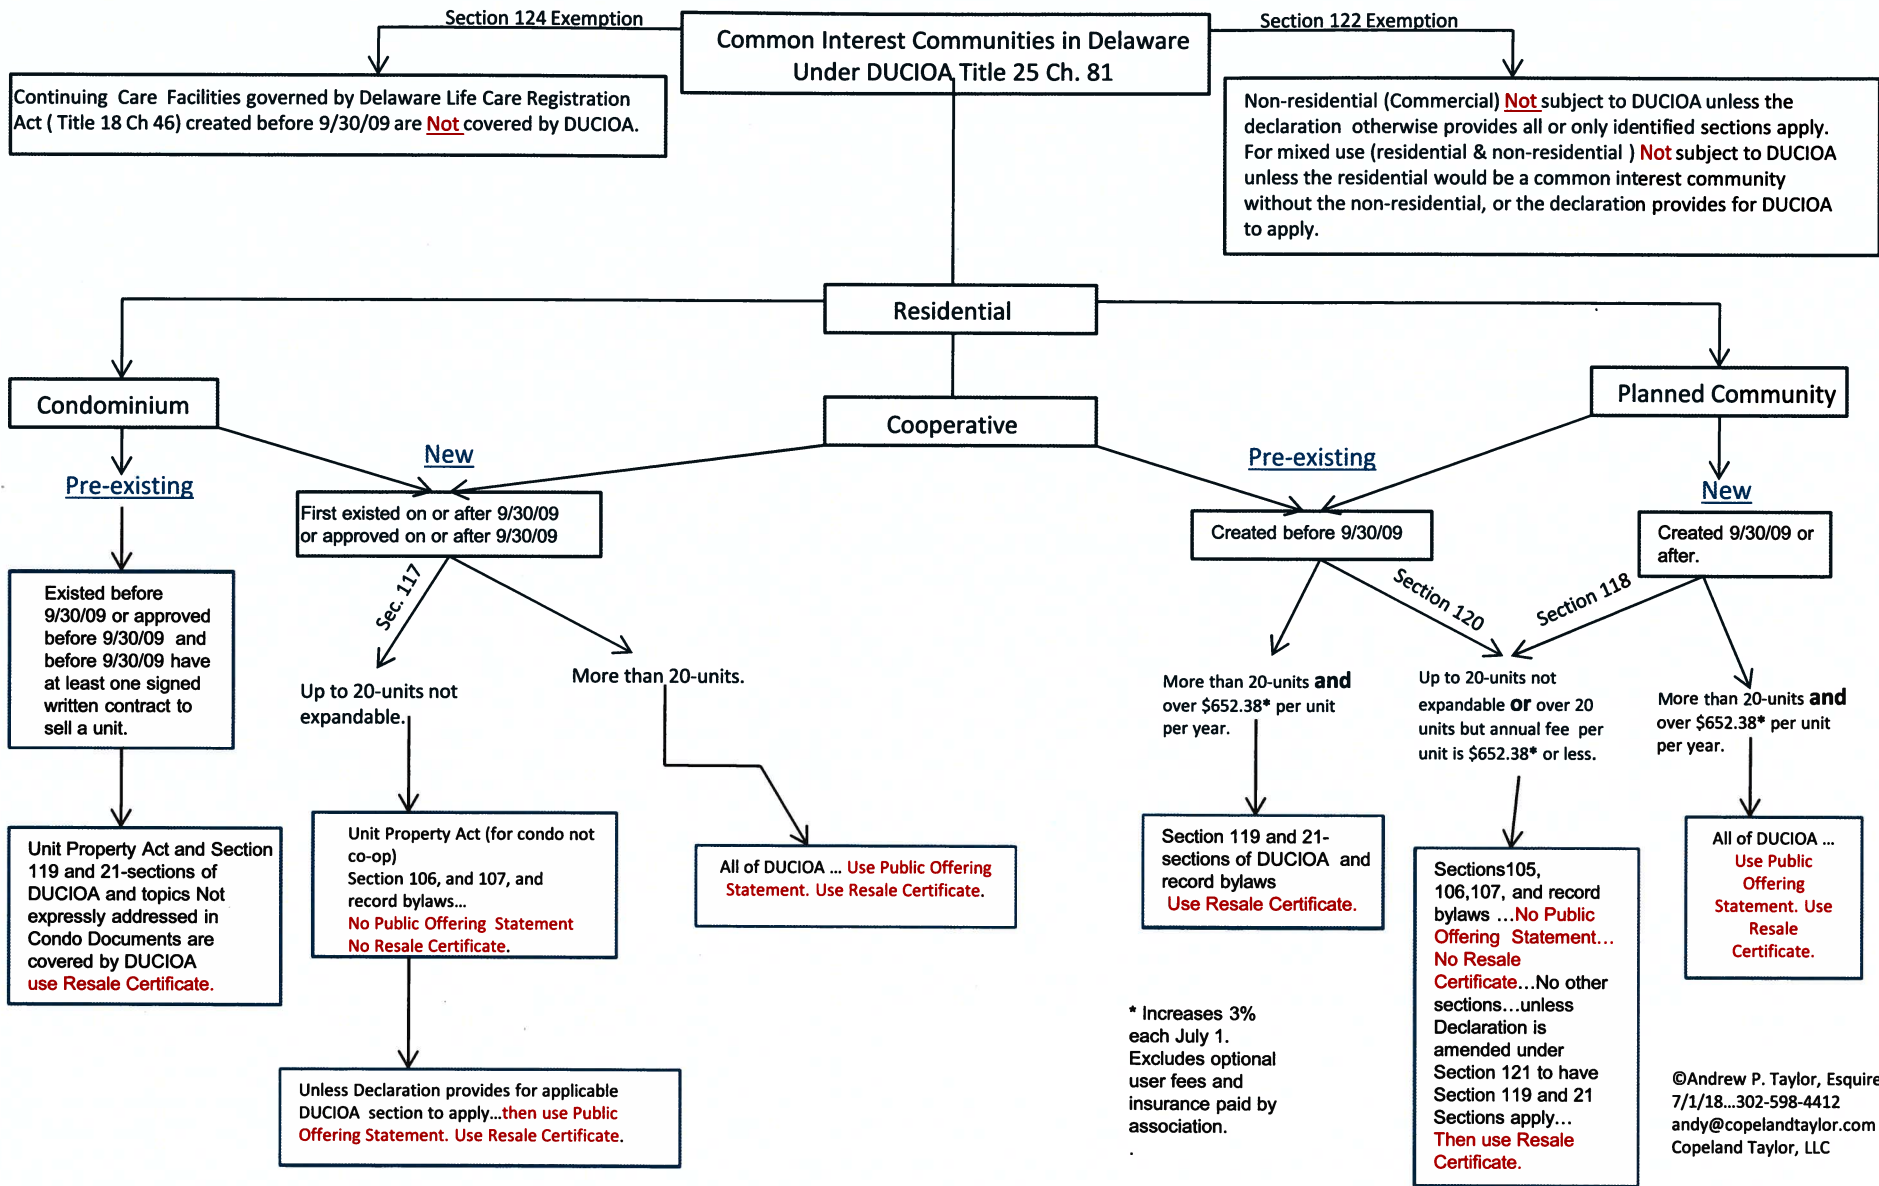 Section 124 Exemption
Common Interest Communities in Delaware
Under DUCIOA Title 25 Ch. 81
Section 122 Exemption
Continuing Care Facilities governed by Delaware Life Care Registration
Act ( Title 18 Ch 46) created before 9/30/09 are Not covered by DUCIOA.
Non-residential (Commercial) Not subject to DUCIOA unless the
declaration otherwise provides all or only identified sections apply.
For mixed use (residential & non-residential ) Not subject to DUCIOA
unless the residential would be a common interest community
without the non-residential, or the declaration provides for DUCIOA
to apply.
Residential
Condominium
Cooperative
Planned Community
Pre-existing
New
Pre-existing
New
First existed on or after 9/30/09
or approved on or after 9/30/09
Created before 9/30/09
Created 9/30/09 or
after.
Existed before
9/30/09 or approved
before 9/30/09 and
before 9/30/09 have
at least one signed
written contract to
sell a unit.
Sec. 117
Section 120
Section 118
Up to 20-units not
expandable.
More than 20-units.
More than 20-units and
over $652.38* per unit
per year.
Up to 20-units not
expandable or over 20
units but annual fee per
unit is $652.38* or less.
More than 20-units and
over $652.38* per unit
per year.
Unit Property Act and Section
119 and 21-sections of
DUCIOA and topics Not
expressly addressed in
Condo Documents are
covered by DUCIOA
use Resale Certificate.
Unit Property Act (for condo not
co-op)
Section 106, and 107, and
record bylaws...
No Public Offering Statement
No Resale Certificate.
All of DUCIOA ... Use Public Offering
Statement. Use Resale Certificate.
Section 119 and 21-
sections of DUCIOA and
record bylaws
Use Resale Certificate.
Sections105,
106,107, and record
bylaws ...No Public
Offering Statement...
No Resale
Certificate...No other
sections...unless
Declaration is
amended under
Section 121 to have
Section 119 and 21
Sections apply...
Then use Resale
Certificate.
All of DUCIOA ...
Use Public
Offering
Statement. Use
Resale
Certificate.
Unless Declaration provides for applicable
DUCIOA section to apply...then use Public
Offering Statement. Use Resale Certificate.
* Increases 3%
each July 1.
Excludes optional
user fees and
insurance paid by
association.
.
©Andrew P. Taylor, Esquire
7/1/18...302-598-4412
andy@copelandtaylor.com
Copeland Taylor, LLC